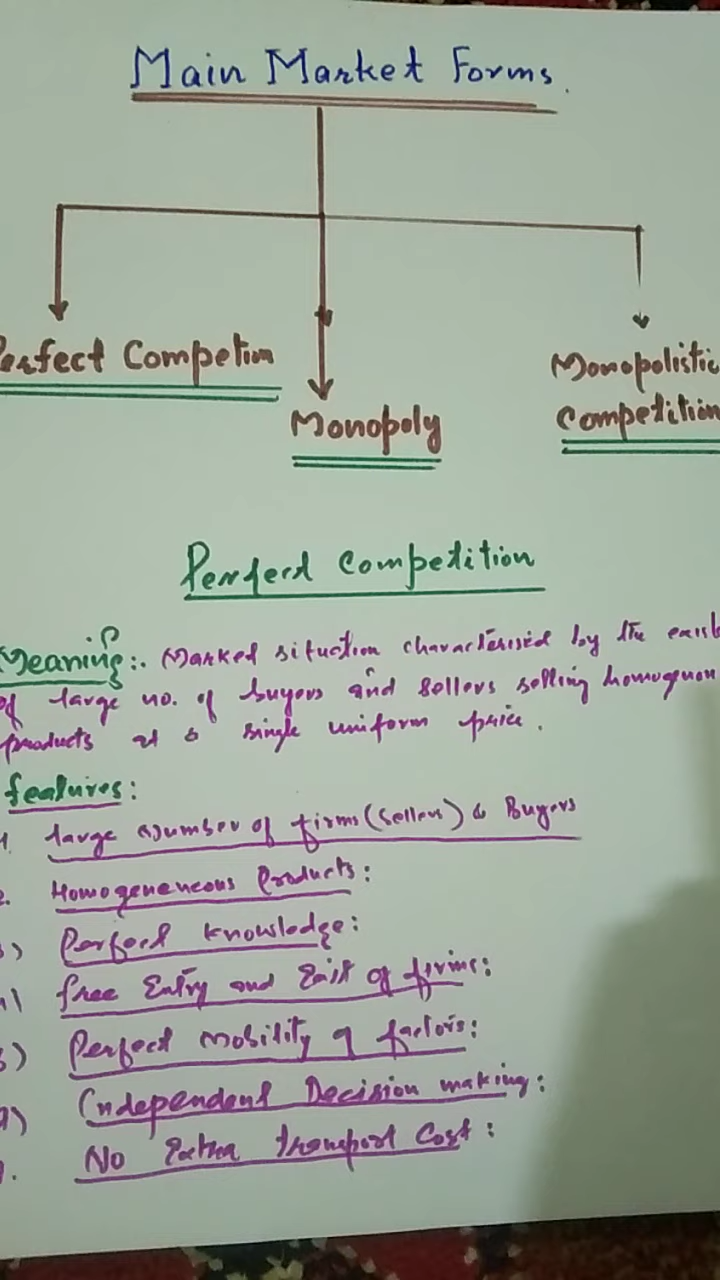 Main Market Forms.
Perfect Competion
Monopoly
Monopolistic
Competition
Perfect Competition
Meaning:. Market situation characterised by the existe
of large no. of buyers and Sellers selling homogenon
products at a single uniform price.
features:
1. large number of firms (Sellers) & Buyers
2. Homogeneneous Products:
3) Perfect Knowledge:
4) free Entry and Exit of firms:
5) Perfect mobility of factors:
Independent Decision making:
No Extra transport Cost: